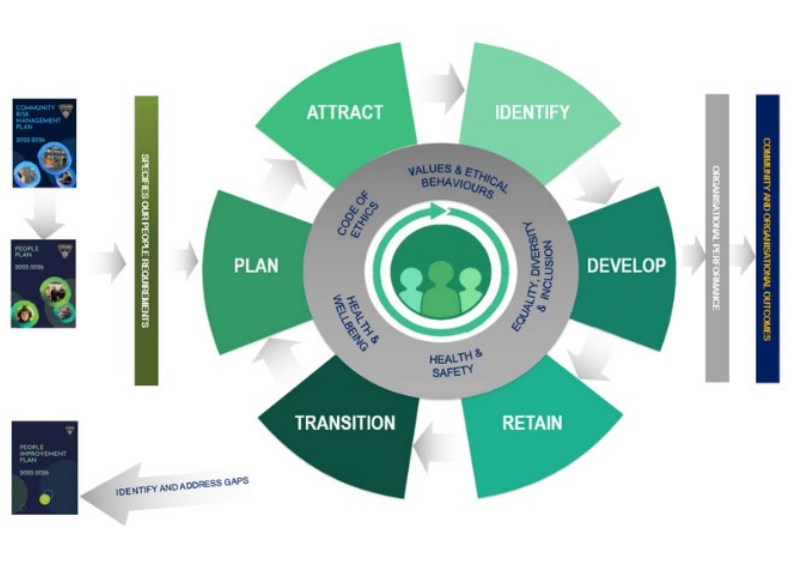 COMMUNITY
RISK
MANAGEMENT
PLAN
2022-2026
PEOPLE
PLAN
2022-2026
PEOPLE
IMPROVEMENT
PLAN
2022-2026
SPECIFIES OUR PEOPLE REQUIREMENTS
ATTRACT
IDENTIFY
PLAN
DEVELOP
TRANSITION
RETAIN
VALUES & ETHICAL
BEHAVIOURS
CODE OF
ETHICS
EQUALITY, DIVERSITY
& INCLUSION
HEALTH &
WELLBEING
HEALTH &
SAFETY
ORGANISATIONAL PERFORMANCE
COMMUNITY AND ORGANISATIONAL OUTCOMES
IDENTIFY AND ADDRESS GAPS